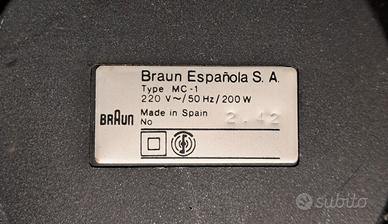 Braun Española S. A.
Type MC-1
220 V~/50 Hz/200 W
BRAUN
Made in Spain
No 2.42
subito